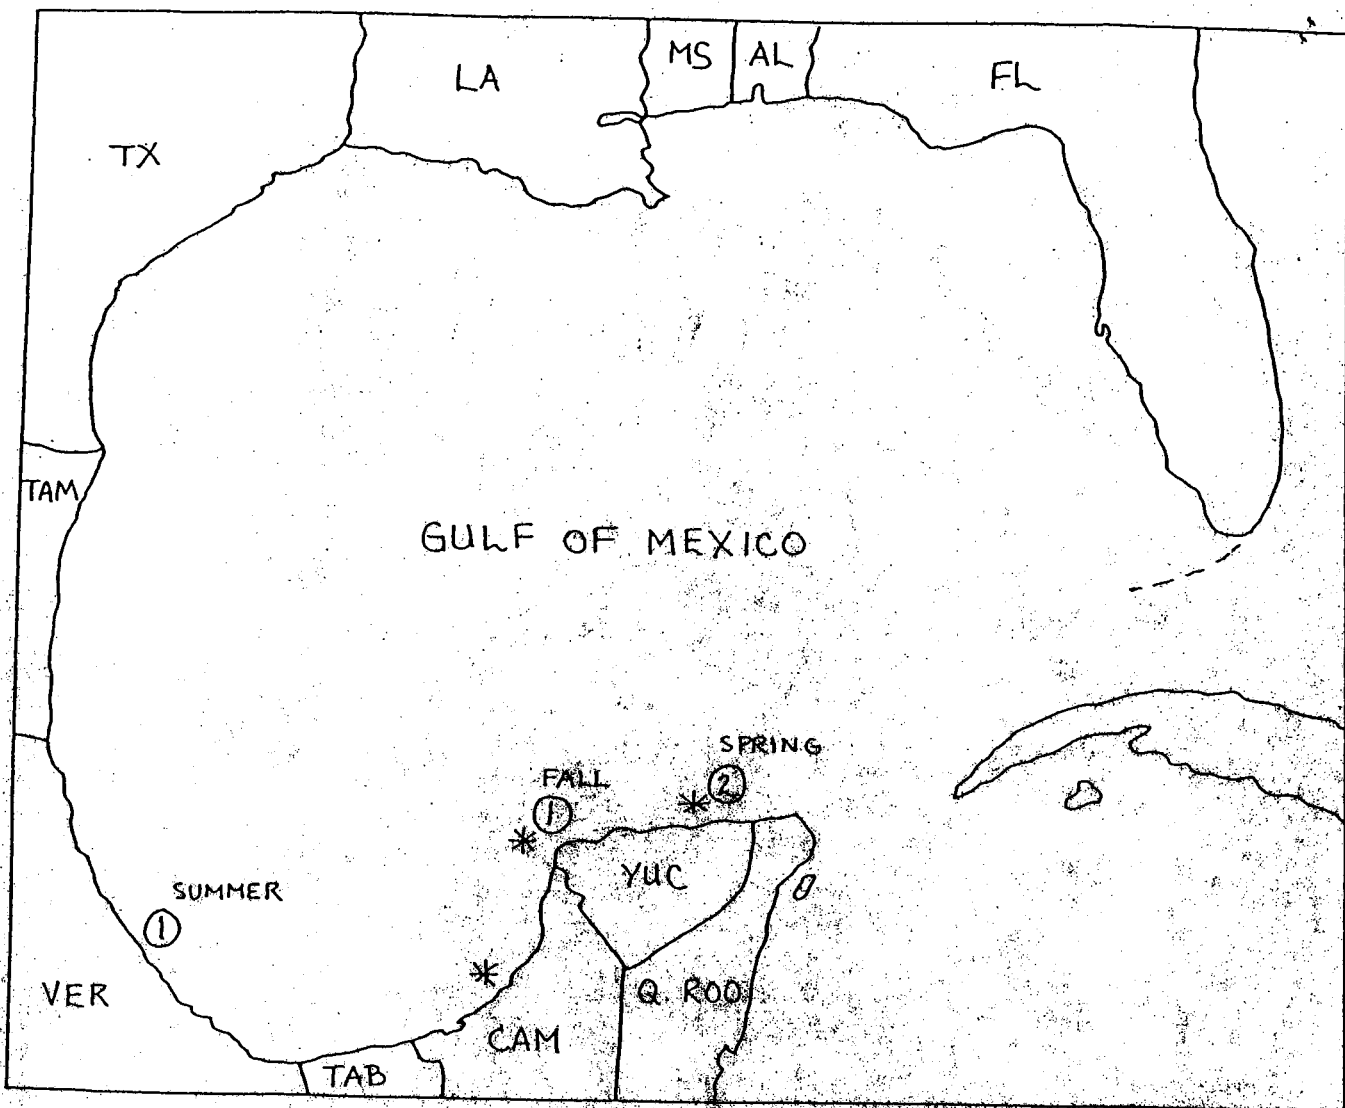 MS AL
LA FL
TX
TAM
GULF OF MEXICO
SPRING
FALL
2
* 1
*
YUC
SUMMER
1
*
VER
Q. ROO
CAM
TAB